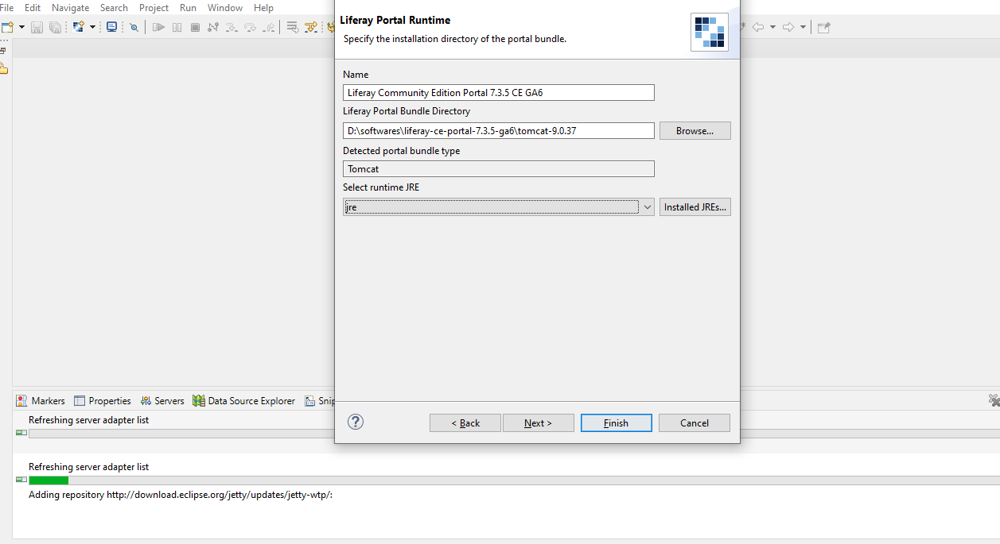 File Edit Navigate Search Project Run Window Help
Liferay Portal Runtime
Specify the installation directory of the portal bundle.
Name
Liferay Community Edition Portal 7.3.5 CE GA6
Liferay Portal Bundle Directory
D:\softwares\liferay-ce-portal-7.3.5-ga6\tomcat-9.0.37
Browse...
Detected portal bundle type
Tomcat
Select runtime JRE
jre
Installed JREs...
< Back Next > Finish Cancel
Markers Properties Servers Data Source Explorer Snip
Refreshing server adapter list
Refreshing server adapter list
Adding repository http://download.eclipse.org/jetty/updates/jetty-wtp/: